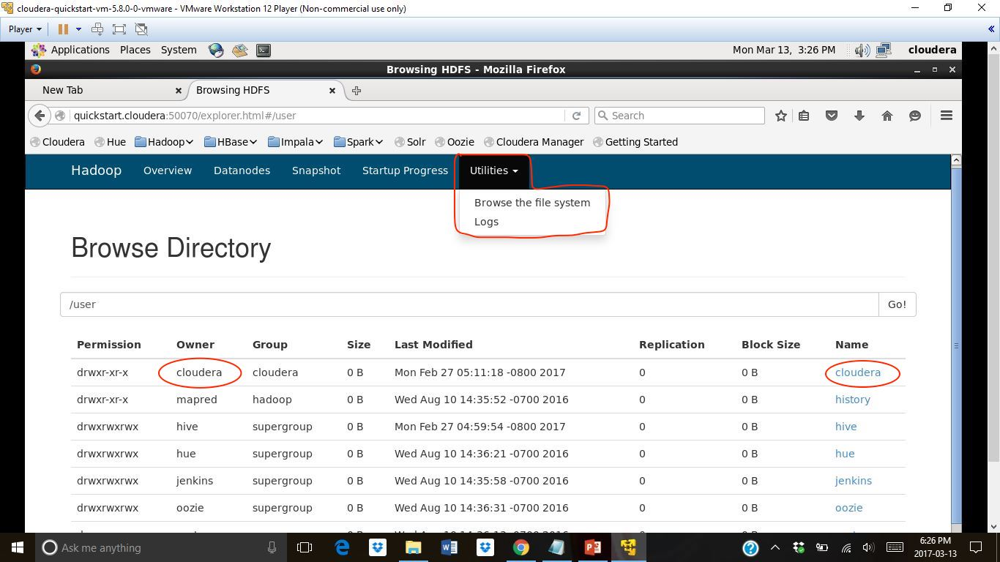 cloudera-quickstart-vm-5.8.0-0-vmware - VMware Workstation 12 Player (Non-commercial use only)
Player
Applications Places System Mon Mar 13, 3:26 PM cloudera
Browsing HDFS - Mozilla Firefox
New Tab Browsing HDFS
quickstart.cloudera:50070/explorer.html#/user Search
Cloudera Hue Hadoop HBase Impala Spark Solr Oozie Cloudera Manager Getting Started
Hadoop Overview Datanodes Snapshot Startup Progress Utilities
Browse the file system
Logs
Browse Directory
/user Go!
Permission Owner Group Size Last Modified Replication Block Size Name
drwxr-xr-x cloudera cloudera 0 B Mon Feb 27 05:11:18 -0800 2017 0 0 B cloudera
drwxr-xr-x mapred hadoop 0 B Wed Aug 10 14:35:52 -0700 2016 0 0 B history
drwxrwxrwx hive supergroup 0 B Mon Feb 27 04:59:54 -0800 2017 0 0 B hive
drwxrwxrwx hue supergroup 0 B Wed Aug 10 14:36:21 -0700 2016 0 0 B hue
drwxrwxrwx jenkins supergroup 0 B Wed Aug 10 14:35:58 -0700 2016 0 0 B jenkins
drwxrwxrwx oozie supergroup 0 B Wed Aug 10 14:36:31 -0700 2016 0 0 B oozie
Ask me anything 6:26 PM
2017-03-13